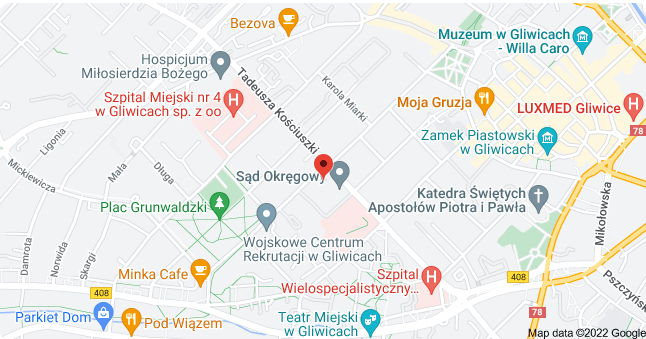 Bezova
Muzeum w Gliwicach
- Willa Caro
Hospicjum
Miłosierdzia Bożego
Tadeusza Kościuszki
Karola Miarki
Szpital Miejski nr 4
w Gliwicach sp. z oo
Moja Gruzja
LUXMED Gliwice
78
Zamek Piastowski
w Gliwicach
Ligonia
Mickiewicza
Mała
Długa
Sąd Okręgowy
Katedra Świętych
Apostołów Piotra i Pawła
Mikołowska
Plac Grunwaldzki
Wojskowe Centrum
Rekrutacji w Gliwicach
Damrota
Norwida
Skargi
Minka Cafe
Szpital
Wielospecjalistyczny...
408
408
Pszczyńsk
Parkiet Dom
Pod Wiązem
Teatr Miejski
w Gliwicach
78
Map data ©2022 Google